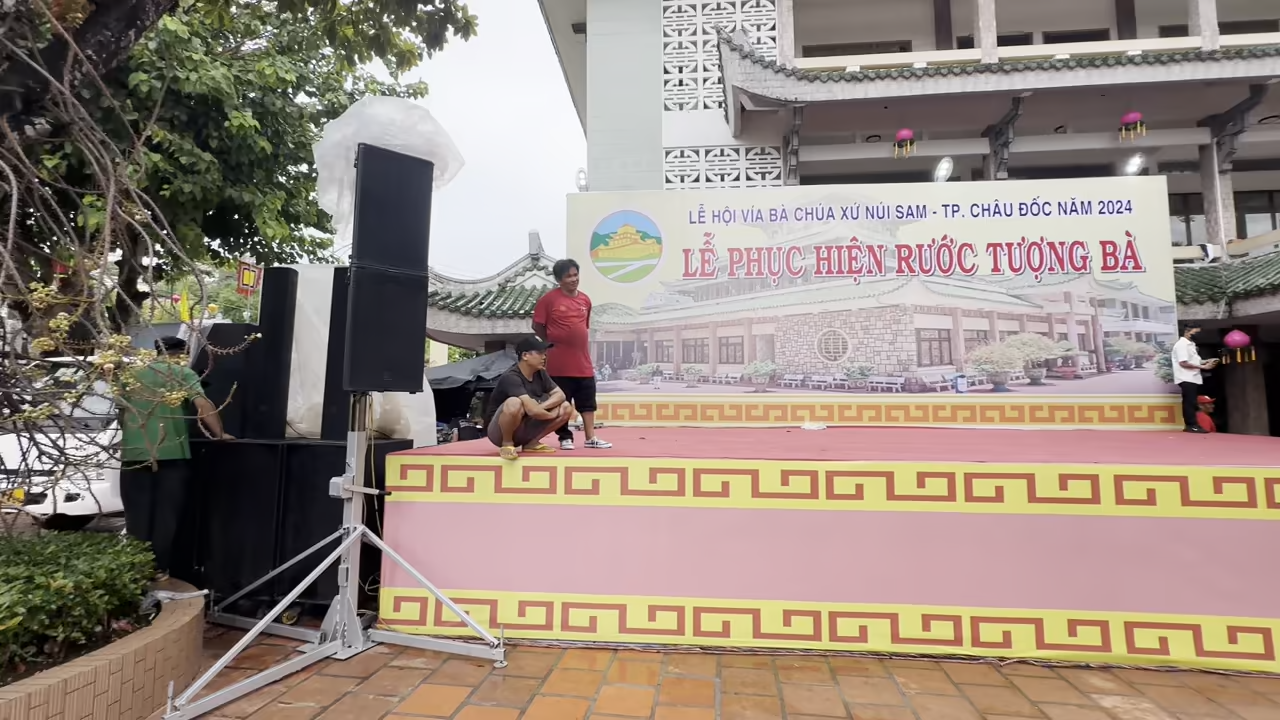 LỄ HỘI VÍA BÀ CHÚA XỨ NÚI SAM - TP. CHÂU ĐỐC NĂM 2024
LỄ PHỤC HIỆN RƯỚC TƯỢNG BÀ